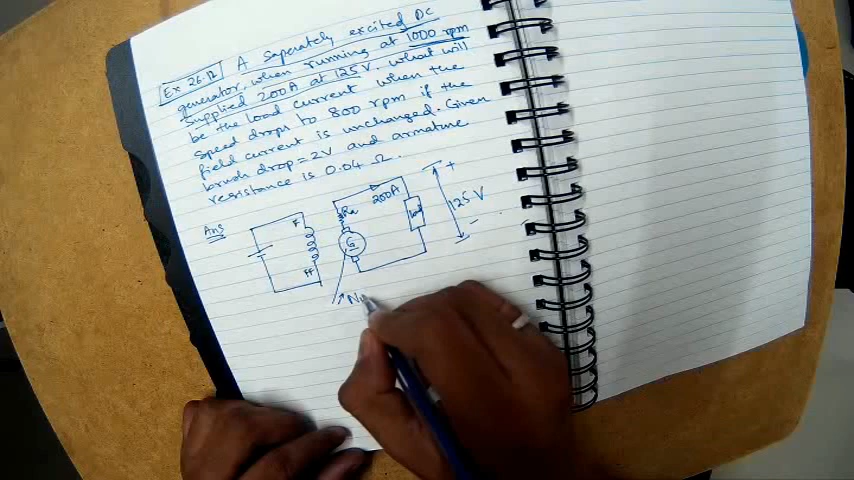 Ex 26.12 A Saperately excited DC
generator, when running at 1000 rpm
supplied 200A at 125V, what will
be the load current when the
speed drops to 800 rpm if the
field current is unchanged. Given
brush drop=2V and armature
resistance is 0.04 Ω.
Ans
F
FF
Ra
G
200A
Load
+
125 V
-
N